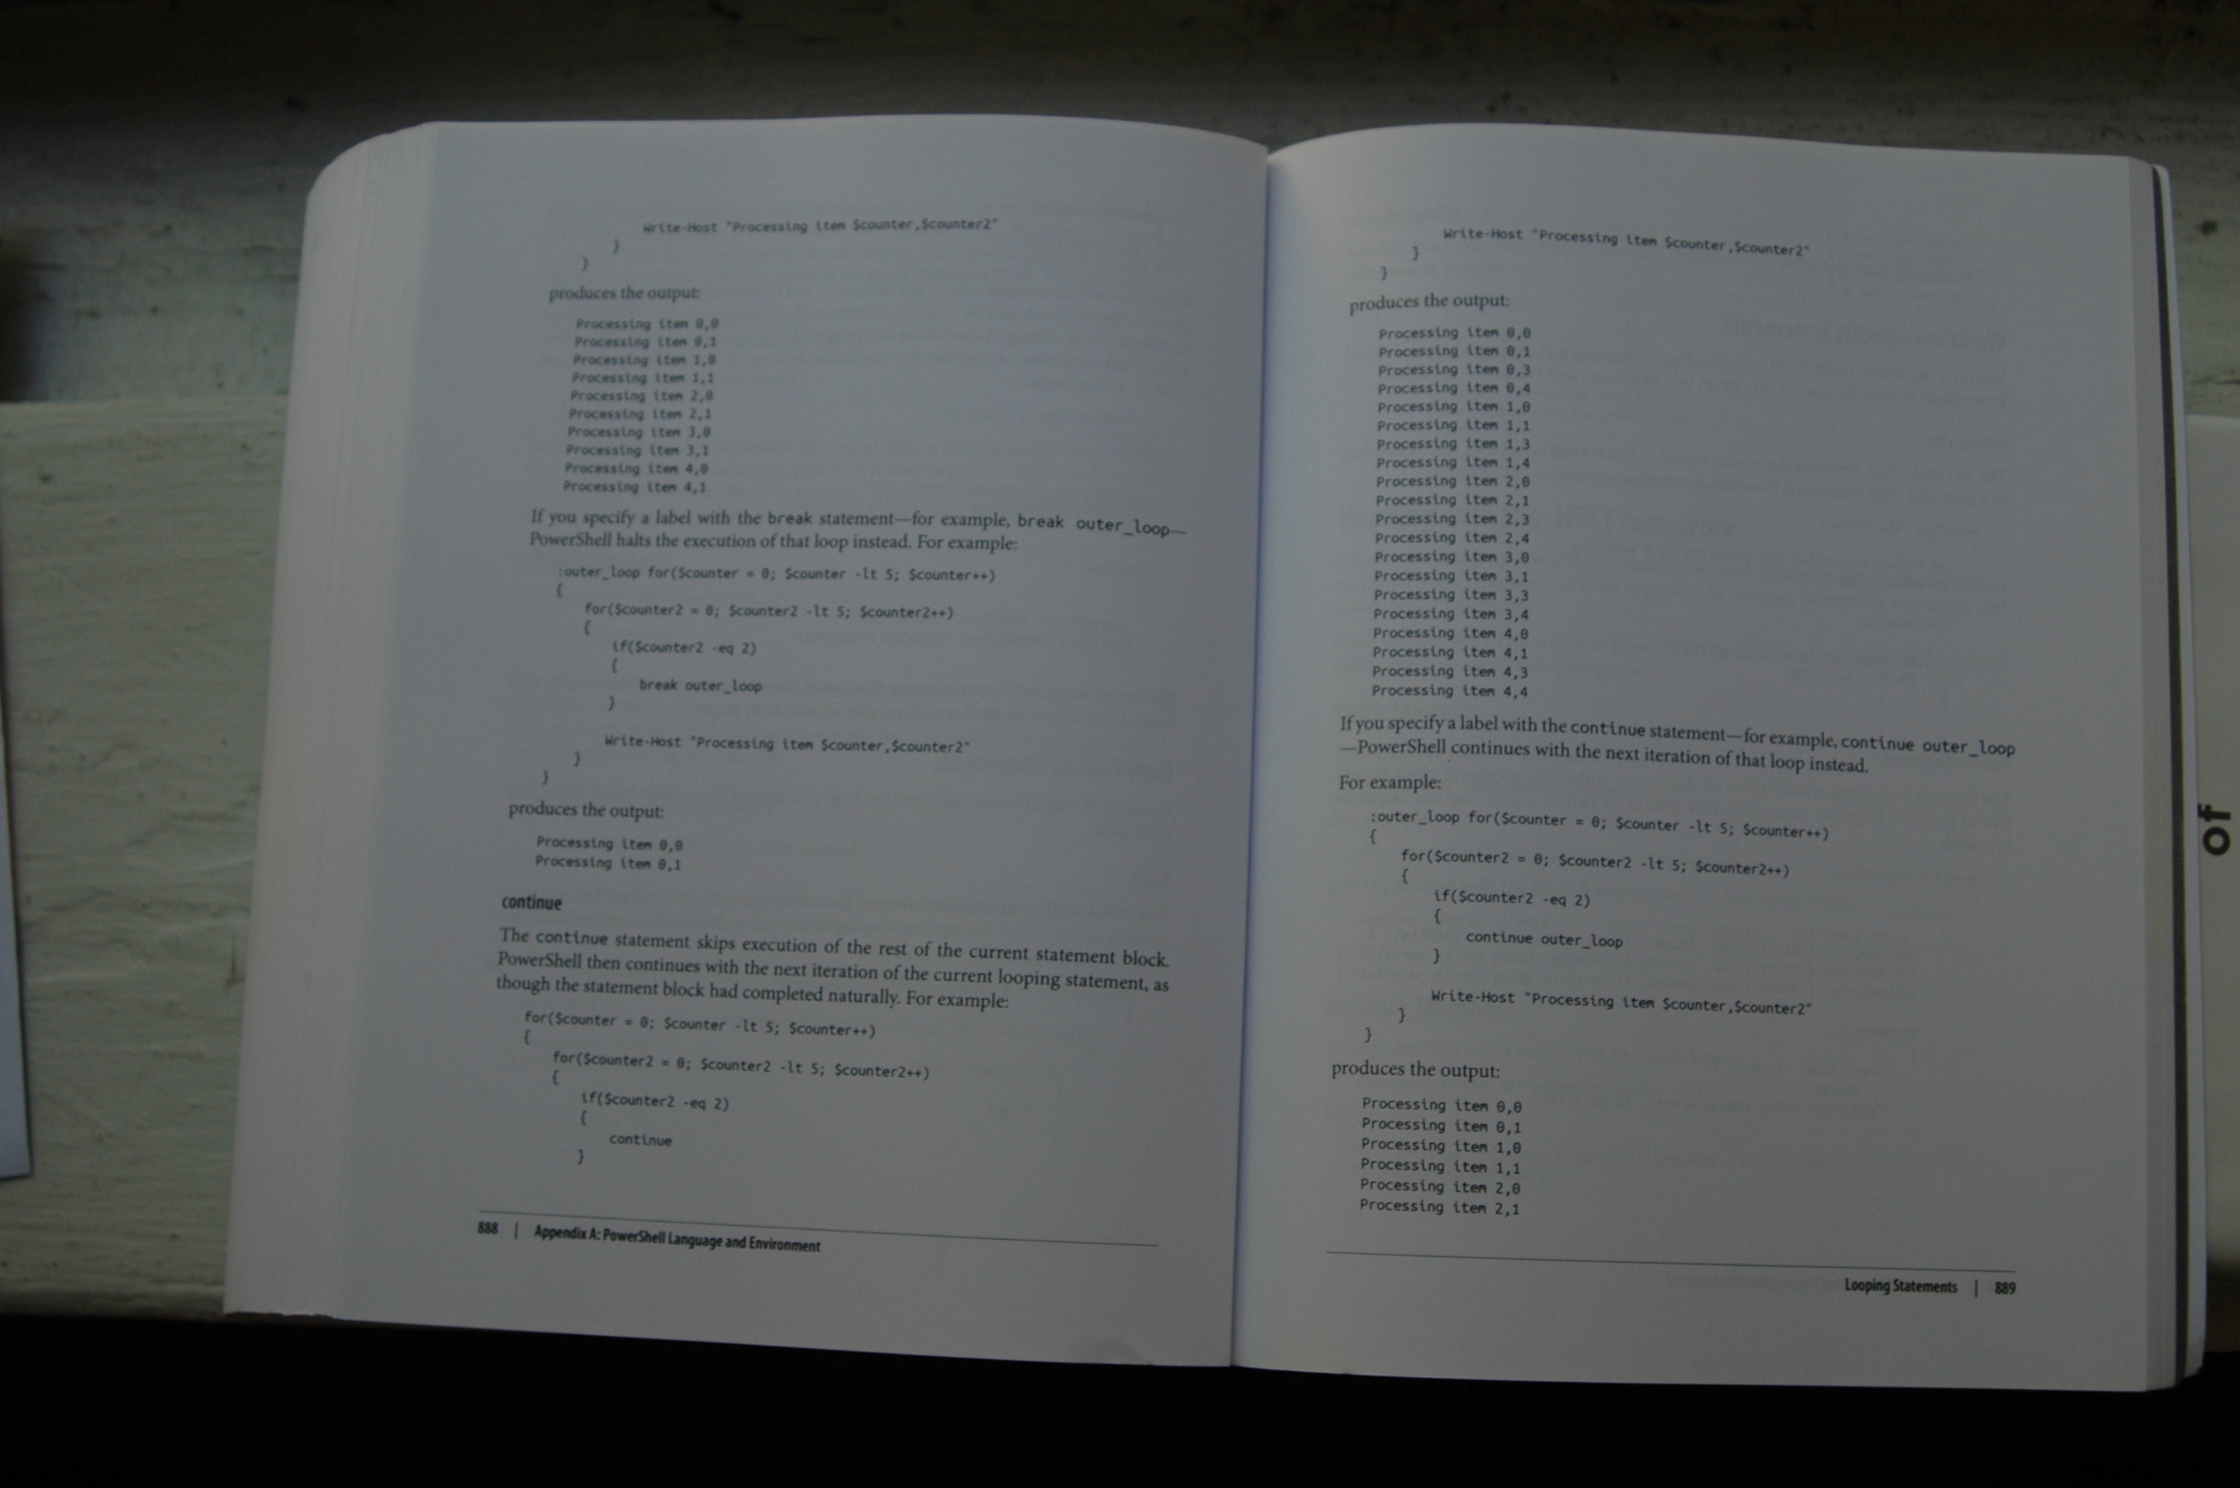 Write-Host "Processing item $counter,$counter2"
}
}
produces the output:
Processing item 0,0
Processing item 0,1
Processing item 1,0
Processing item 1,1
Processing item 2,0
Processing item 2,1
Processing item 3,0
Processing item 3,1
Processing item 4,0
Processing item 4,1
If you specify a label with the break statement—for example, break outer_loop—
PowerShell halts the execution of that loop instead. For example:
:outer_loop for($counter = 0; $counter -lt 5; $counter++)
{
for($counter2 = 0; $counter2 -lt 5; $counter2++)
{
if($counter2 -eq 2)
{
break outer_loop
}
Write-Host "Processing item $counter,$counter2"
}
}
produces the output:
Processing item 0,0
Processing item 0,1
continue
The continue statement skips execution of the rest of the current statement block.
PowerShell then continues with the next iteration of the current looping statement, as
though the statement block had completed naturally. For example:
for($counter = 0; $counter -lt 5; $counter++)
{
for($counter2 = 0; $counter2 -lt 5; $counter2++)
{
if($counter2 -eq 2)
{
continue
}
888 | Appendix A: PowerShell Language and Environment
Write-Host "Processing item $counter,$counter2"
}
}
produces the output:
Processing item 0,0
Processing item 0,1
Processing item 0,3
Processing item 0,4
Processing item 1,0
Processing item 1,1
Processing item 1,3
Processing item 1,4
Processing item 2,0
Processing item 2,1
Processing item 2,3
Processing item 2,4
Processing item 3,0
Processing item 3,1
Processing item 3,3
Processing item 3,4
Processing item 4,0
Processing item 4,1
Processing item 4,3
Processing item 4,4
If you specify a label with the continue statement—for example, continue outer_loop
—PowerShell continues with the next iteration of that loop instead.
For example:
:outer_loop for($counter = 0; $counter -lt 5; $counter++)
{
for($counter2 = 0; $counter2 -lt 5; $counter2++)
{
if($counter2 -eq 2)
{
continue outer_loop
}
Write-Host "Processing item $counter,$counter2"
}
}
produces the output:
Processing item 0,0
Processing item 0,1
Processing item 1,0
Processing item 1,1
Processing item 2,0
Processing item 2,1
Looping Statements | 889